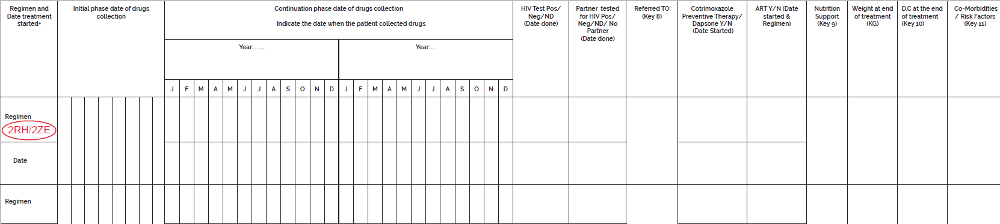 Regimen and
Date treatment
started+
Initial phase date of drugs
collection
Continuation phase date of drugs collection
Indicate the date when the patient collected drugs
Year:.........
Year:.....
J F M A M J J A S O N D J F M A M J J A S O N D
HIV Test Pos/
Neg/ND
(Date done)
Partner tested
for HIV Pos/
Neg/ND/ No
Partner
(Date done)
Referred TO
(Key 8)
Cotrimoxazole
Preventive Therapy/
Dapsone Y/N
(Date Started)
ART Y/N (Date
started &
Regimen)
Nutrition
Support
(Key 9)
Weight at end
of treatment
(KG)
D.C at the end
of treatment
(Key 10)
Co-Morbidities
/ Risk Factors
(Key 11)
Regimen
2RH/2ZE
Date
Regimen